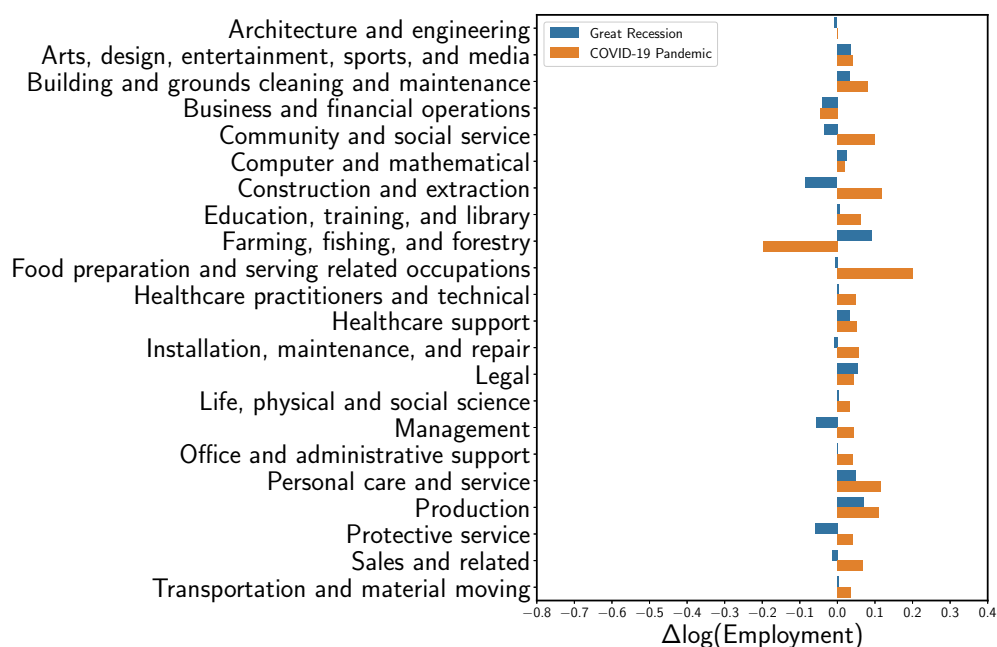 Architecture and engineering
Arts, design, entertainment, sports, and media
Building and grounds cleaning and maintenance
Business and financial operations
Community and social service
Computer and mathematical
Construction and extraction
Education, training, and library
Farming, fishing, and forestry
Food preparation and serving related occupations
Healthcare practitioners and technical
Healthcare support
Installation, maintenance, and repair
Legal
Life, physical and social science
Management
Office and administrative support
Personal care and service
Production
Protective service
Sales and related
Transportation and material moving
Great Recession
COVID-19 Pandemic
−0.8 −0.7 −0.6 −0.5 −0.4 −0.3 −0.2 −0.1 0.0 0.1 0.2 0.3 0.4
Δlog(Employment)